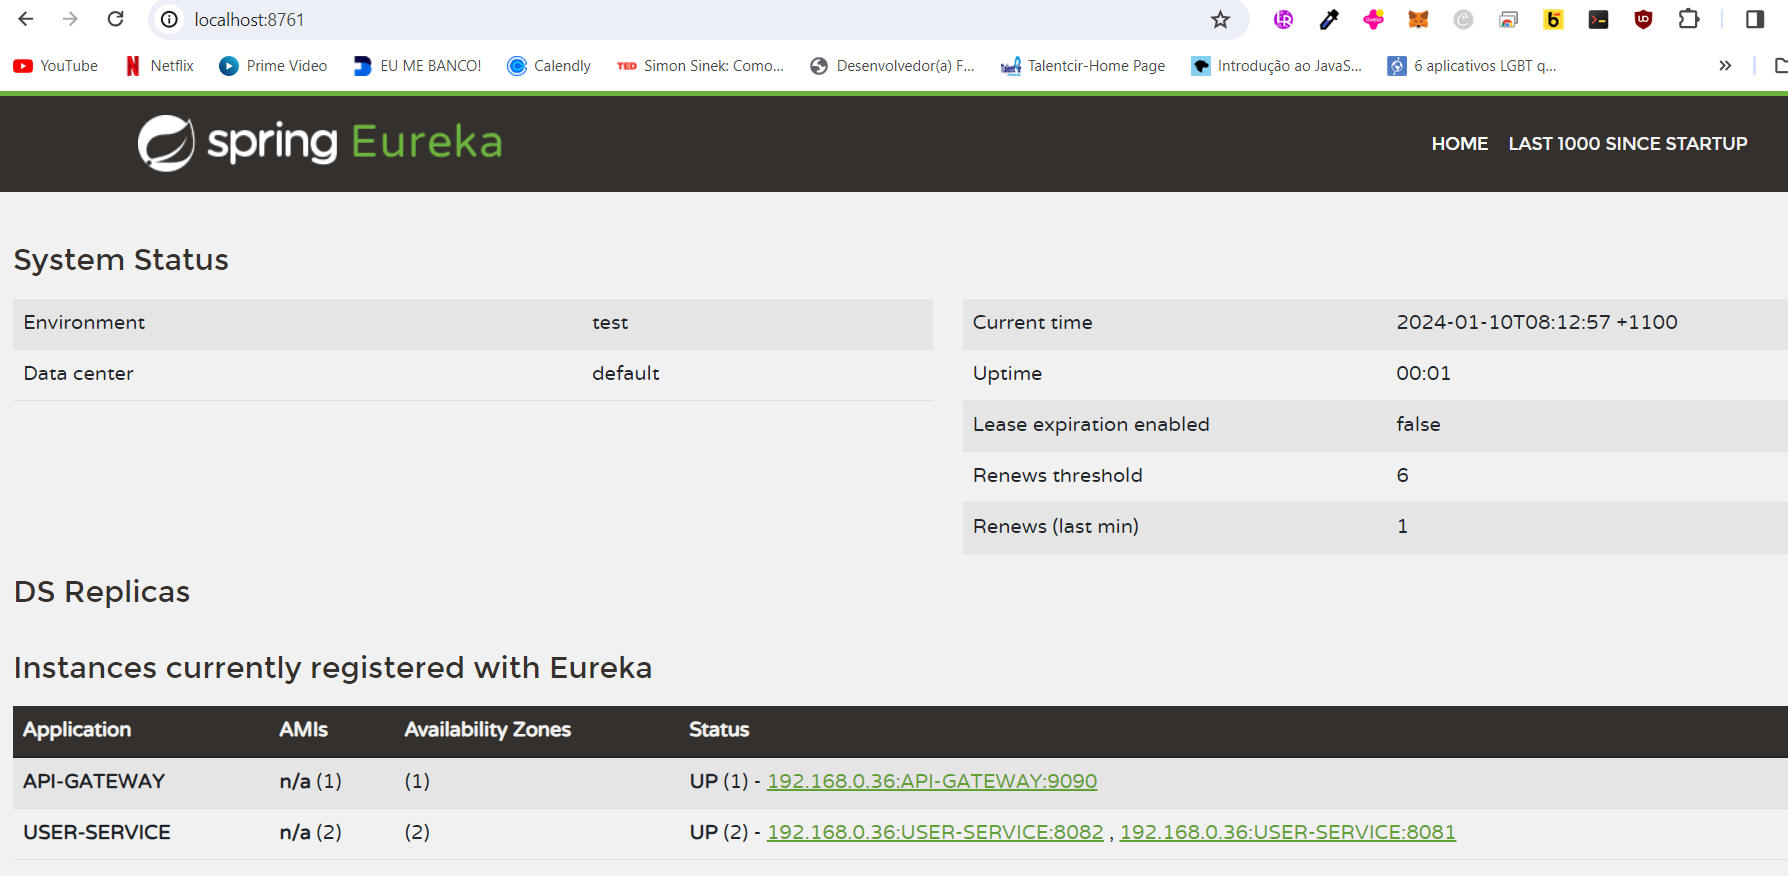 localhost:8761
YouTube Netflix Prime Video EU ME BANCO! Calendly TED Simon Sinek: Como... Desenvolvedor(a) F... Talentcir-Home Page Introdução ao JavaS... 6 aplicativos LGBT q... »
spring Eureka HOME LAST 1000 SINCE STARTUP
System Status
Environment test
Data center default
Current time 2024-01-10T08:12:57 +1100
Uptime 00:01
Lease expiration enabled false
Renews threshold 6
Renews (last min) 1
DS Replicas
Instances currently registered with Eureka
Application AMIs Availability Zones Status
API-GATEWAY n/a (1) (1) UP (1) - 192.168.0.36:API-GATEWAY:9090
USER-SERVICE n/a (2) (2) UP (2) - 192.168.0.36:USER-SERVICE:8082 , 192.168.0.36:USER-SERVICE:8081